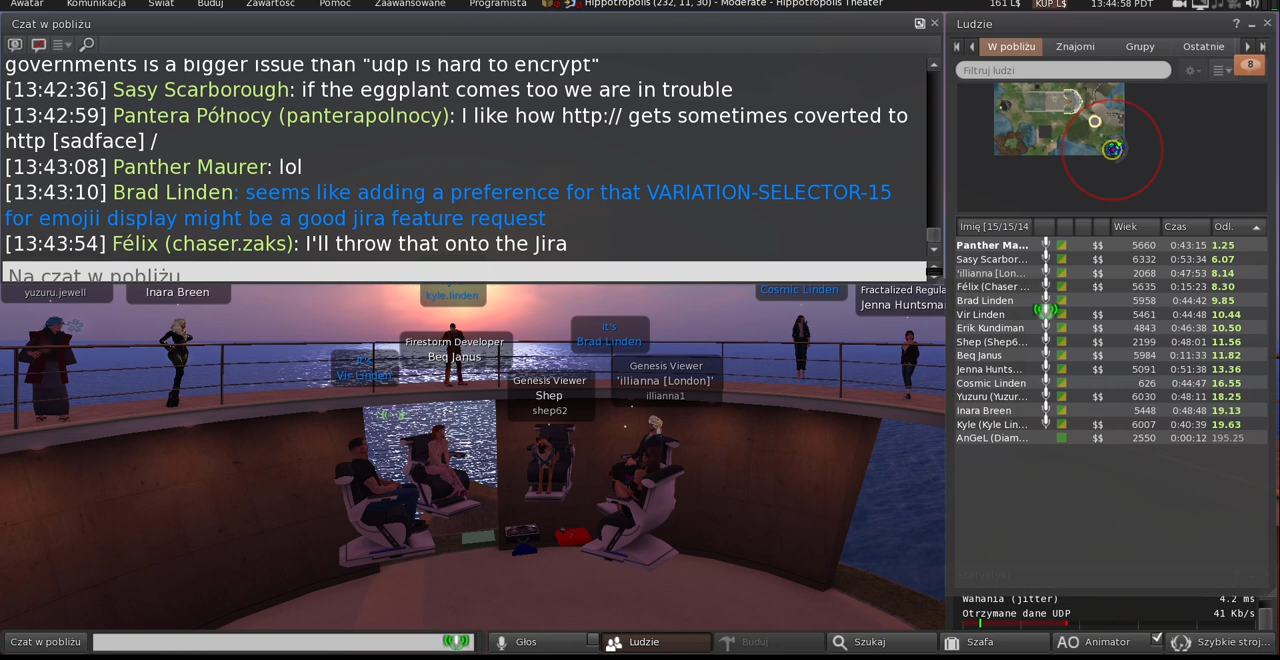 Awatar Komunikacja Świat Buduj Zawartość Pomoc Zaawansowane Programista Hippotropolis (232, 11, 30) - Moderate - Hippotropolis Theater 161 L$ KUP L$ 13:44:58 PDT
Czat w pobliżu
governments is a bigger issue than "udp is hard to encrypt"
[13:42:36] Sasy Scarborough: if the eggplant comes too we are in trouble
[13:42:59] Pantera Północy (panterapolnocy): I like how http:// gets sometimes coverted to
http [sadface] /
[13:43:08] Panther Maurer: lol
[13:43:10] Brad Linden: seems like adding a preference for that VARIATION-SELECTOR-15
for emojii display might be a good jira feature request
[13:43:54] Félix (chaser.zaks): I'll throw that onto the Jira
Na czat w pobliżu
yuzuru.jewell
Inara Breen
kyle.linden
Cosmic Linden
Fractalized Regula
Jenna Huntsma
Firestorm Developer
Beq Janus
It's
Brad Linden
It's
Vir Linden
Genesis Viewer
Shep
shep62
Genesis Viewer
'illianna [London]'
illianna1
Ludzie
W pobliżu Znajomi Grupy Ostatnie
Filtruj ludzi
8
Imię [15/15/14 Wiek Czas Odl.
Panther Ma... $$ 5660 0:43:15 1.25
Sasy Scarbor... $$ 6332 0:53:34 6.07
'illianna [Lon... $$ 2068 0:47:53 8.14
Félix (Chaser ... $$ 5635 0:15:23 8.30
Brad Linden 5958 0:44:42 9.85
Vir Linden $$ 5461 0:44:48 10.44
Erik Kundiman $$ 4843 0:46:38 10.50
Shep (Shep6... $$ 2199 0:48:01 11.56
Beq Janus $$ 5984 0:11:33 11.82
Jenna Hunts... $$ 5091 0:51:38 13.36
Cosmic Linden 626 0:44:47 16.55
Yuzuru (Yuzur... $$ 6030 0:48:11 18.25
Inara Breen 5448 0:48:48 19.13
Kyle (Kyle Lin... $$ 6007 0:40:39 19.63
AnGeL (Diam... $$ 2550 0:00:12 195.25
Wahania (jitter) 4.2 ms
Otrzymane dane UDP 41 Kb/s
Czat w pobliżu Głos Ludzie Buduj Szukaj Szafa AO Animator Szybkie stroj...